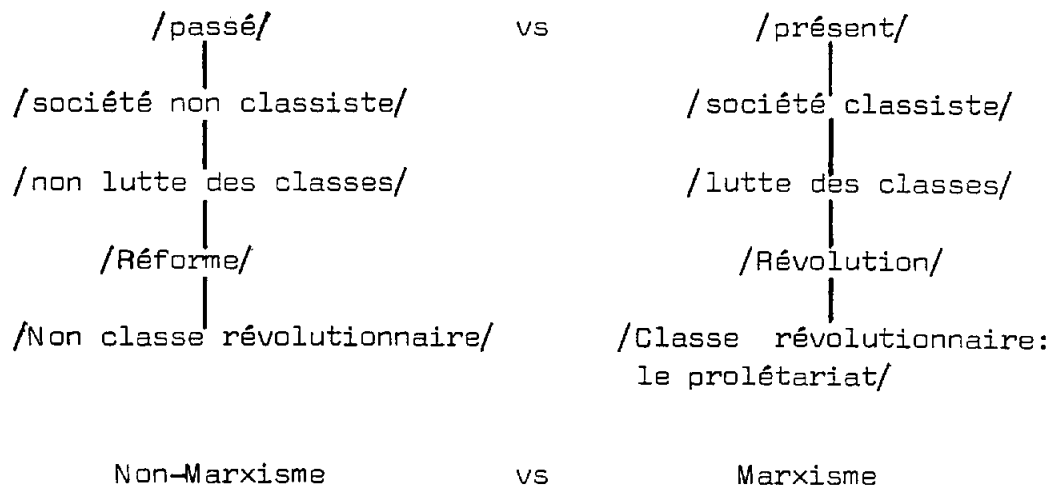 /passé/ vs /présent/
/société non classiste/ /société classiste/
/non lutte des classes/ /lutte des classes/
/Réforme/ /Révolution/
/Non classe révolutionnaire/ /Classe révolutionnaire:
le prolétariat/
Non-Marxisme vs Marxisme